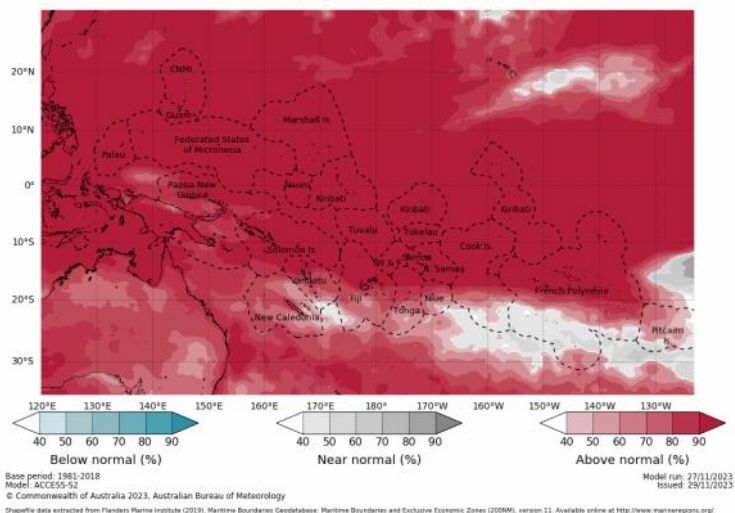 CNMI
20°N
Guam
10°N
Marshall Is.
Federated States
of Micronesia
Palau
0°
Papua New
Guinea
Nauru
Kiribati
Kiribati
Kiribati
Tuvalu
Tokelau
10°S
Solomon Is.
Cook Is.
W & F
Samoa
A. Samoa
Vanuatu
French Polynesia
20°S
Fiji
Niue
Tonga
New Caledonia
Pitcairn
Is.
30°S
120°E 130°E 140°E 150°E 160°E 170°E 180° 170°W 160°W 150°W 140°W 130°W
40 50 60 70 80 90 40 50 60 70 80 90 40 50 60 70 80 90
Below normal (%) Near normal (%) Above normal (%)
Base period: 1981-2018 Model run: 27/11/2023
Model: ACCESS-S2 Issued: 29/11/2023
© Commonwealth of Australia 2023, Australian Bureau of Meteorology
Shapefile data extracted from Flanders Marine Institute (2019). Maritime Boundaries Geodatabase: Maritime Boundaries and Exclusive Economic Zones (200NM), version 11. Available online at http://www.marineregions.org/